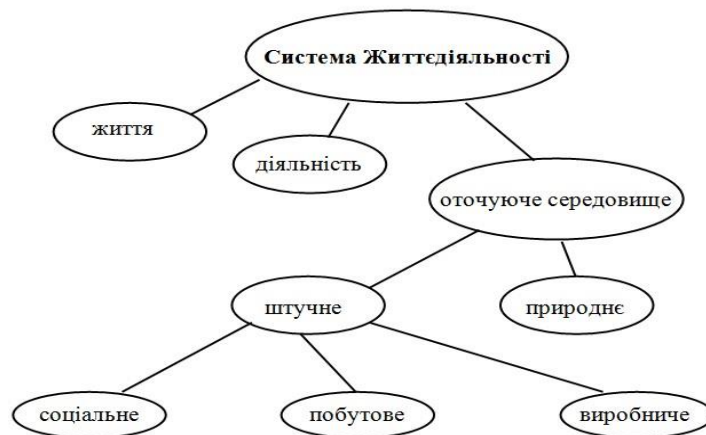 Система Життєдіяльності
життя
діяльність
оточуюче середовище
штучне
природнє
соціальне
побутове
виробниче